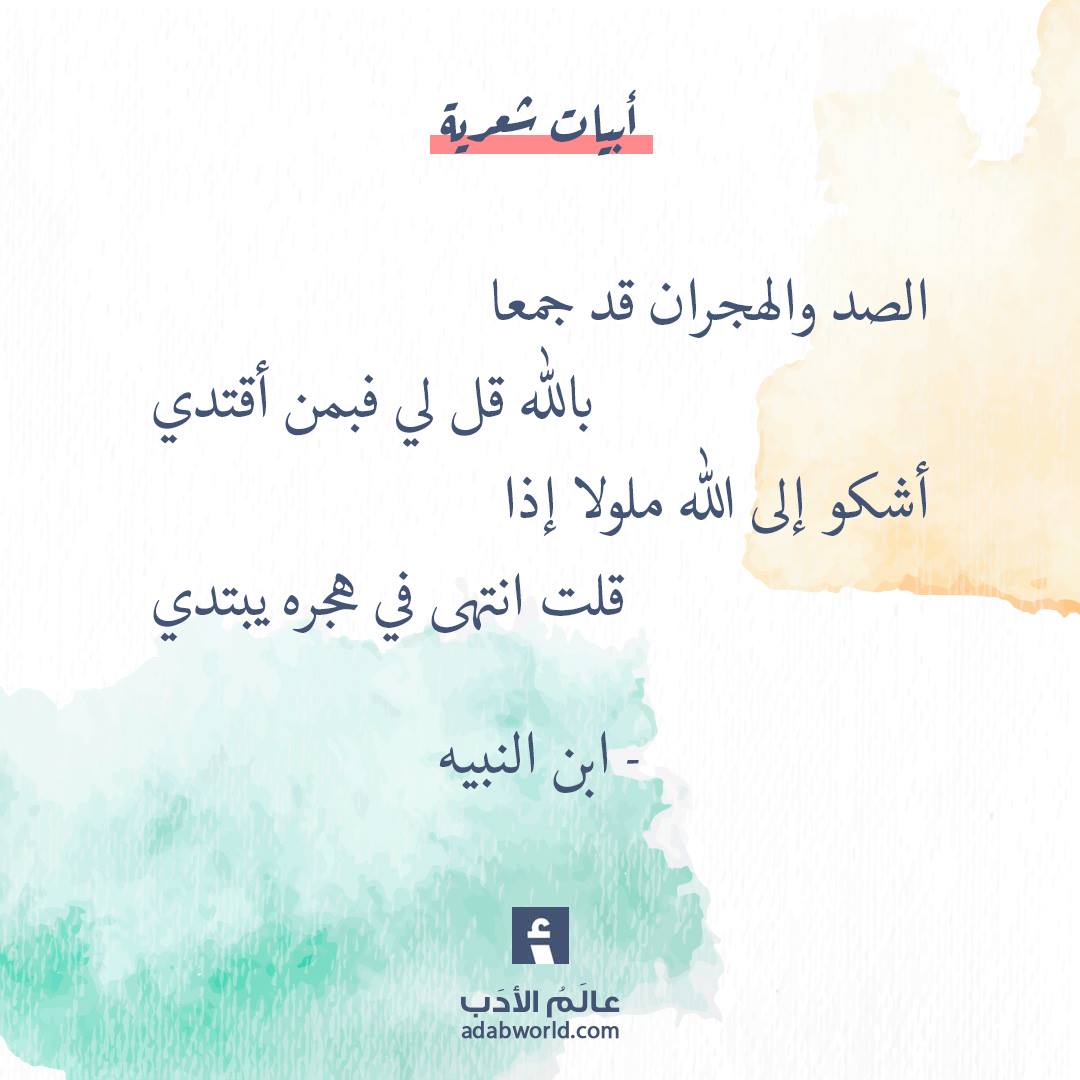 أبيات شعرية
الصد والهجران قد جمعا
بالله قل لي فبمن أقتدي
أشكو إلى الله ملولا إذا
قلت انتهى في هجره يبتدي
- ابن النبيه
أ
عالَمُ الأدَب
adabworld.com